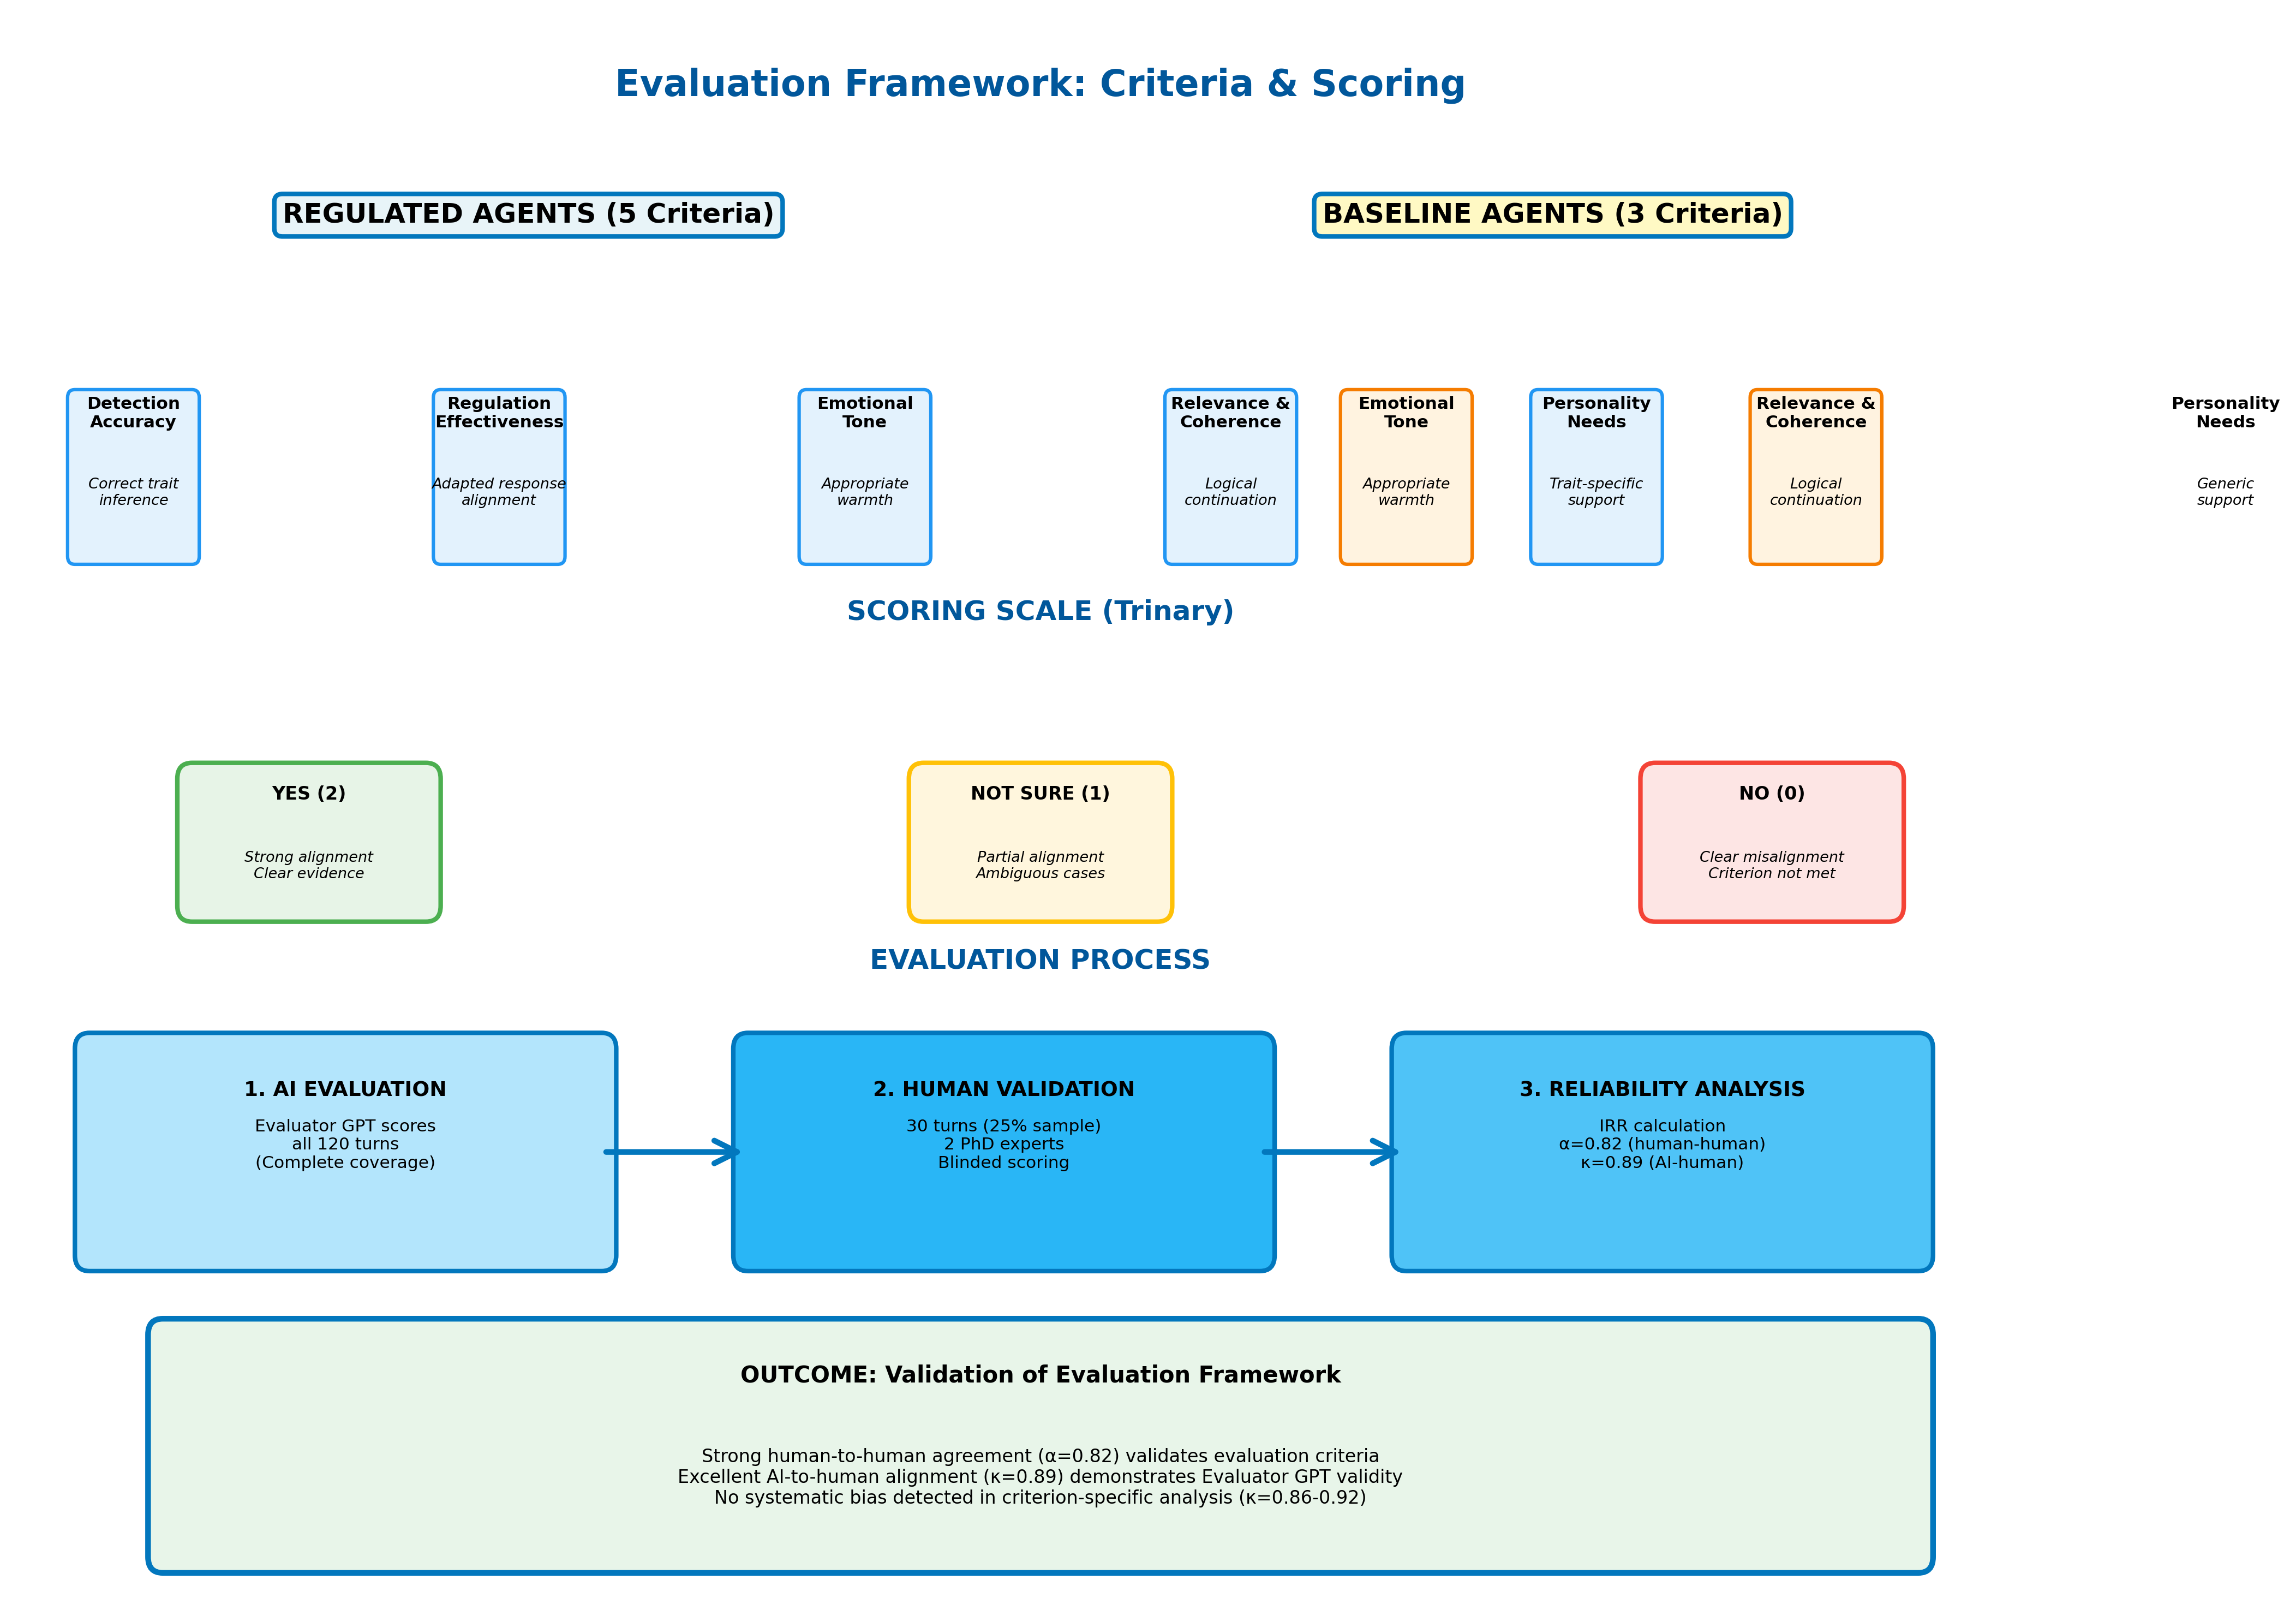 Evaluation Framework: Criteria & Scoring
REGULATED AGENTS (5 Criteria)
BASELINE AGENTS (3 Criteria)
Detection
Accuracy
Correct trait
inference
Regulation
Effectiveness
Adapted response
alignment
Emotional
Tone
Appropriate
warmth
Relevance &
Coherence
Logical
continuation
Emotional
Tone
Appropriate
warmth
Personality
Needs
Trait-specific
support
Relevance &
Coherence
Logical
continuation
Personality
Needs
Generic
support
SCORING SCALE (Trinary)
YES (2)
Strong alignment
Clear evidence
NOT SURE (1)
Partial alignment
Ambiguous cases
NO (0)
Clear misalignment
Criterion not met
EVALUATION PROCESS
1. AI EVALUATION
Evaluator GPT scores
all 120 turns
(Complete coverage)
2. HUMAN VALIDATION
30 turns (25% sample)
2 PhD experts
Blinded scoring
3. RELIABILITY ANALYSIS
IRR calculation
α=0.82 (human-human)
κ=0.89 (AI-human)
OUTCOME: Validation of Evaluation Framework
Strong human-to-human agreement (α=0.82) validates evaluation criteria
Excellent AI-to-human alignment (κ=0.89) demonstrates Evaluator GPT validity
No systematic bias detected in criterion-specific analysis (κ=0.86-0.92)